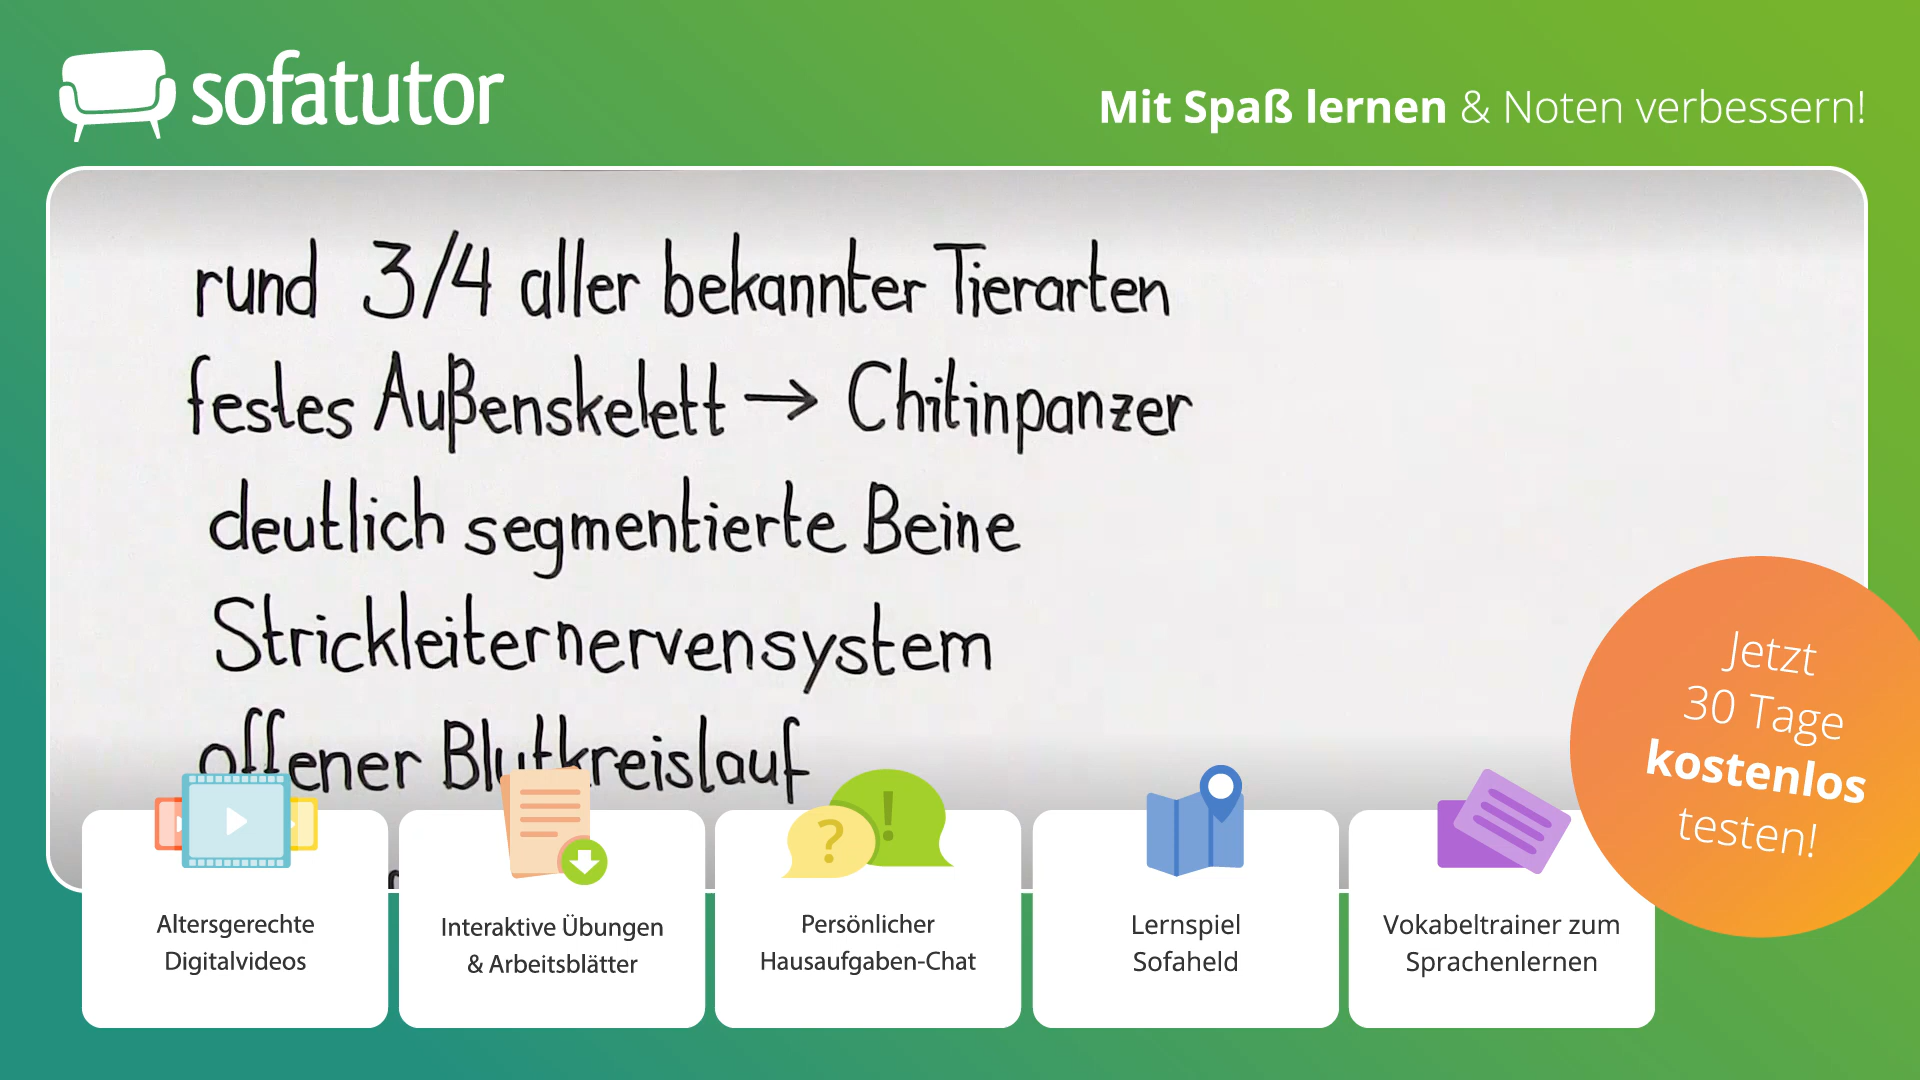 sofatutor
Mit Spaß lernen & Noten verbessern!
rund 3/4 aller bekannter Tierarten
festes Außenskelett → Chitinpanzer
deutlich segmentierte Beine
Strickleiternervensystem
offener Blutkreislauf
Jetzt
30 Tage
kostenlos
testen!
?
!
Altersgerechte
Digitalvideos
Interaktive Übungen
& Arbeitsblätter
Persönlicher
Hausaufgaben-Chat
Lernspiel
Sofaheld
Vokabeltrainer zum
Sprachenlernen